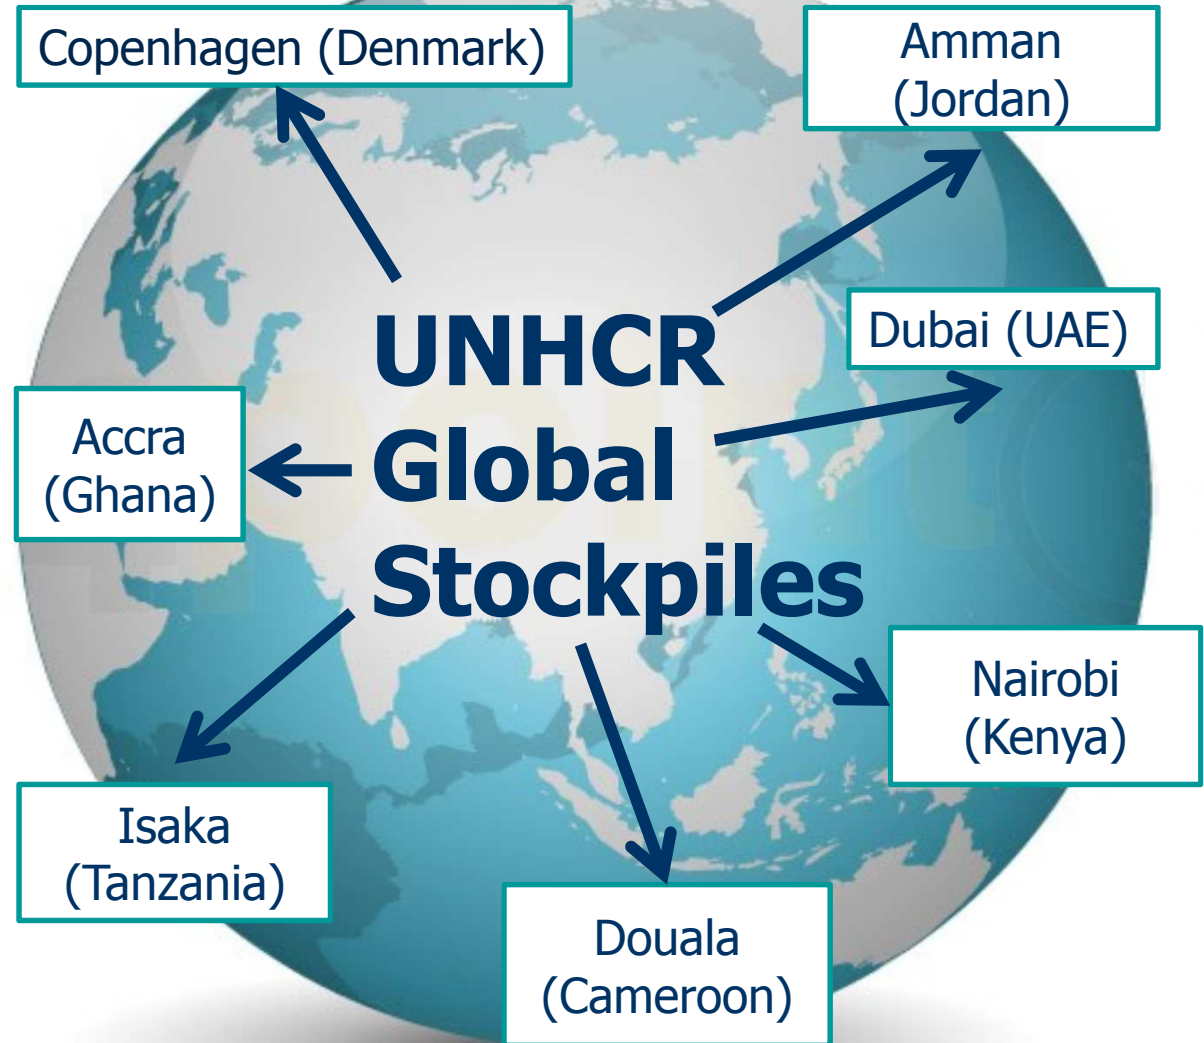 Copenhagen (Denmark)
Amman
(Jordan)
UNHCR
Global
Stockpiles
Dubai (UAE)
Accra
(Ghana)
Nairobi
(Kenya)
Isaka
(Tanzania)
Douala
(Cameroon)